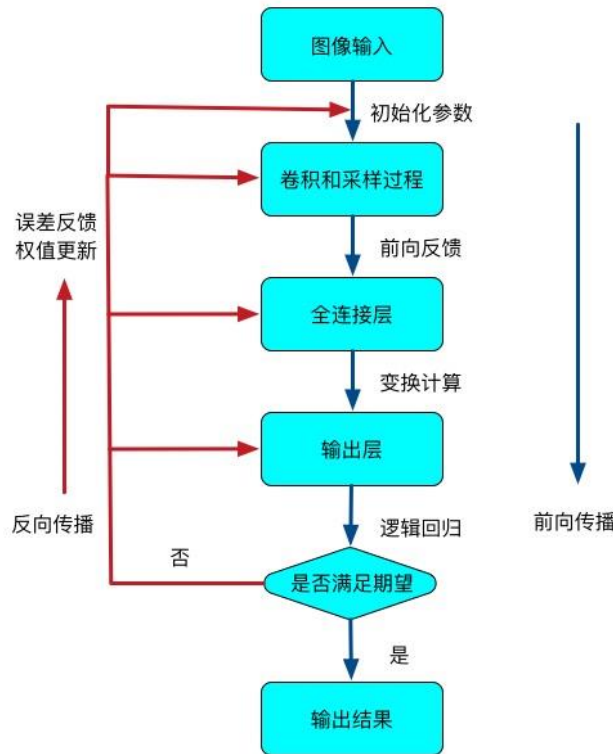 图像输入
初始化参数
卷积和采样过程
误差反馈
权值更新
前向反馈
全连接层
变换计算
输出层
反向传播
逻辑回归
前向传播
否
是否满足期望
是
输出结果